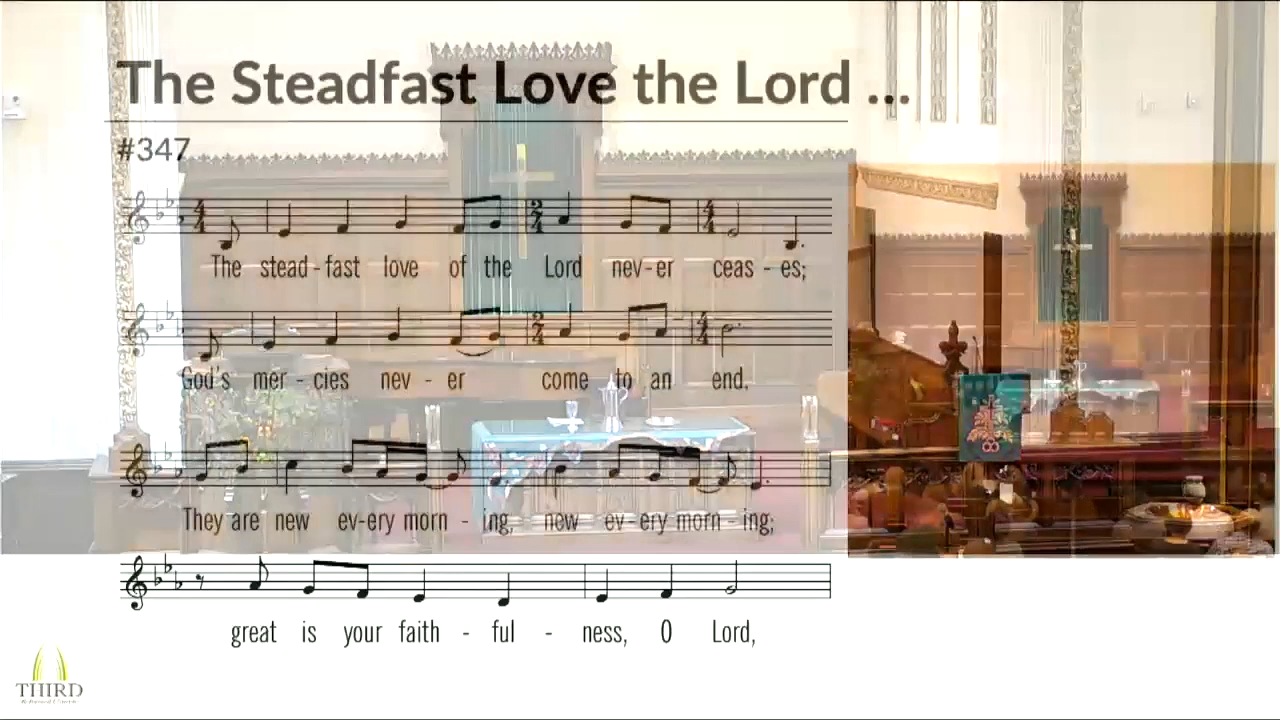 The Steadfast Love the Lord ...
#347
The stead - fast love of the Lord nev - er ceas - es;
God's mer - cies nev - er come to an end.
They are new ev - ery morn - ing, new ev - ery morn - ing;
great is your faith - ful - ness, O Lord,
THIRD
Reformed Church